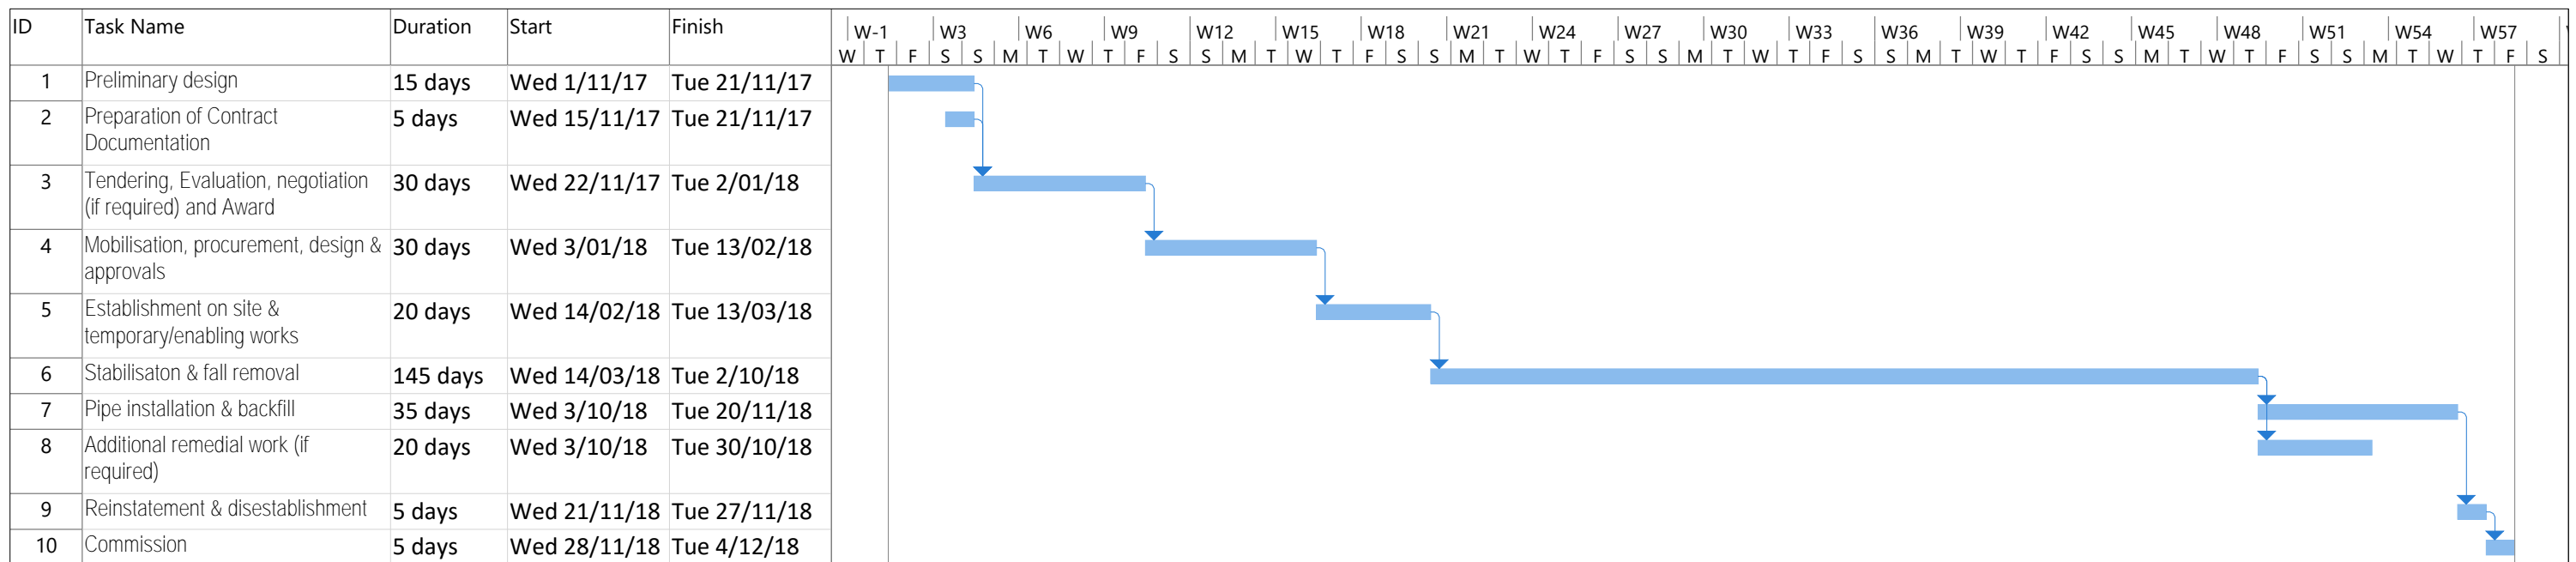 ID Task Name Duration Start Finish W-1 W3 W6 W9 W12 W15 W18 W21 W24 W27 W30 W33 W36 W39 W42 W45 W48 W51 W54 W57
W T F S S M T W T F S S M T W T F S S M T W T F S S M T W T F S S M T W T F S S M T W T F S S M T W T F S
1 Preliminary design 15 days Wed 1/11/17 Tue 21/11/17
2 Preparation of Contract 5 days Wed 15/11/17 Tue 21/11/17
Documentation
3 Tendering, Evaluation, negotiation 30 days Wed 22/11/17 Tue 2/01/18
(if required) and Award
4 Mobilisation, procurement, design & 30 days Wed 3/01/18 Tue 13/02/18
approvals
5 Establishment on site & 20 days Wed 14/02/18 Tue 13/03/18
temporary/enabling works
6 Stabilisaton & fall removal 145 days Wed 14/03/18 Tue 2/10/18
7 Pipe installation & backfill 35 days Wed 3/10/18 Tue 20/11/18
8 Additional remedial work (if 20 days Wed 3/10/18 Tue 30/10/18
required)
9 Reinstatement & disestablishment 5 days Wed 21/11/18 Tue 27/11/18
10 Commission 5 days Wed 28/11/18 Tue 4/12/18